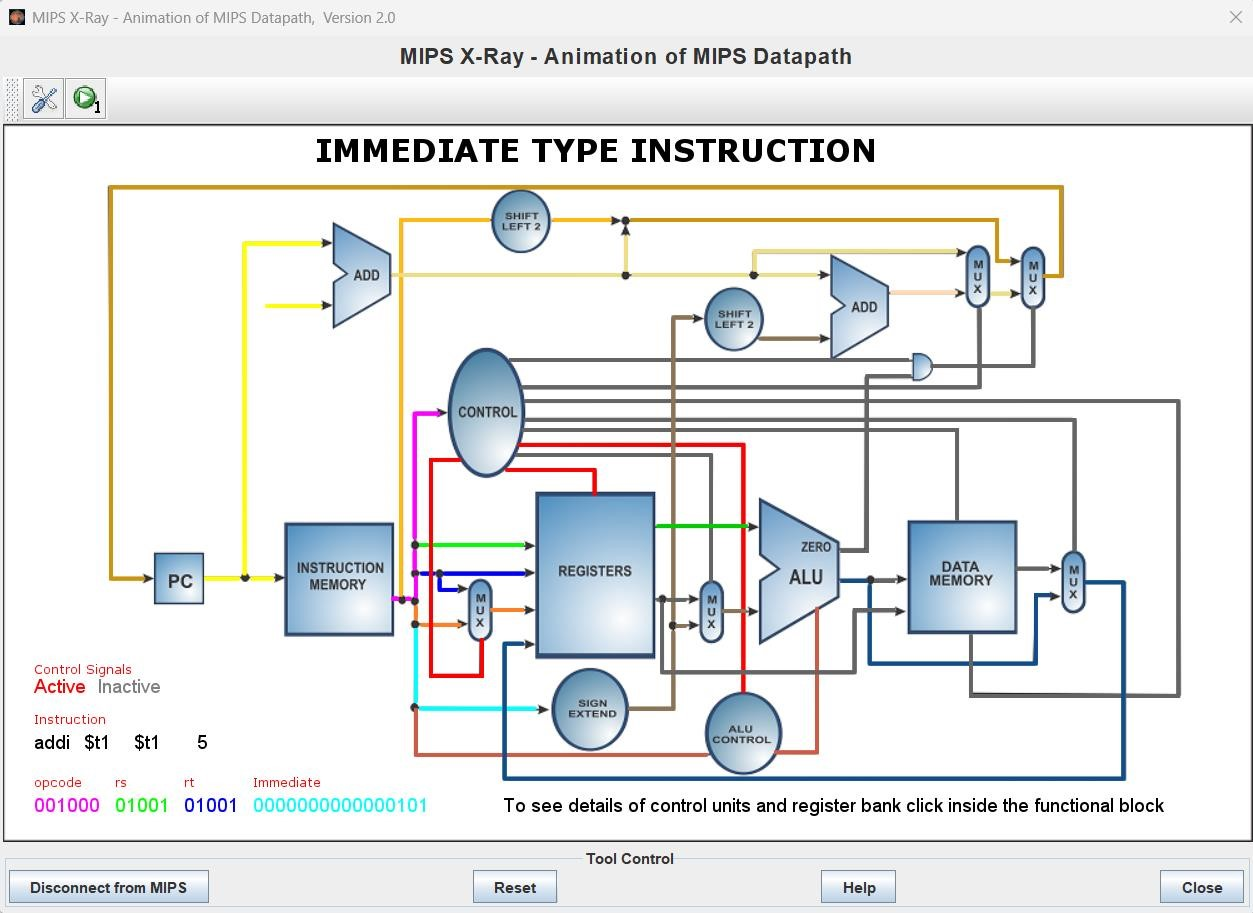 MIPS X-Ray - Animation of MIPS Datapath, Version 2.0
MIPS X-Ray - Animation of MIPS Datapath
1
IMMEDIATE TYPE INSTRUCTION
SHIFT
LEFT 2
ADD
MUX
MUX
SHIFT
LEFT 2
ADD
CONTROL
PC
INSTRUCTION
MEMORY
MUX
REGISTERS
MUX
ZERO
ALU
DATA
MEMORY
MUX
SIGN
EXTEND
ALU
CONTROL
Control Signals
Active Inactive
Instruction
addi $t1 $t1 5
opcode rs rt Immediate
001000 01001 01001 0000000000000101
To see details of control units and register bank click inside the functional block
Tool Control
Disconnect from MIPS Reset Help Close